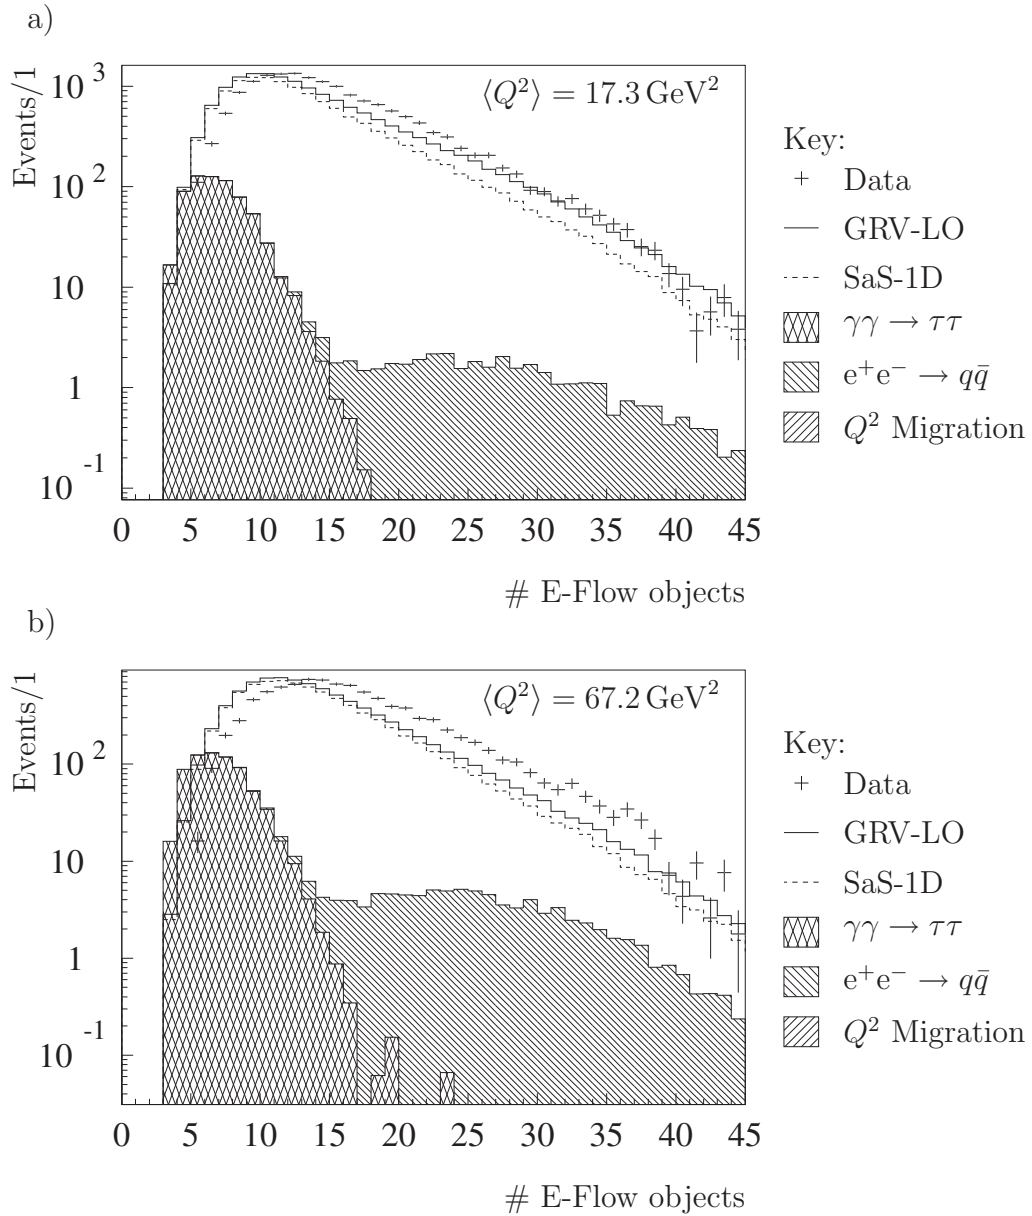 a)
Events/1
⟨Q²⟩ = 17.3 GeV²
10³
10²
10
1
10⁻¹
0 5 10 15 20 25 30 35 40 45
# E-Flow objects
Key:
Data
GRV-LO
SaS-1D
γγ → ττ
e⁺e⁻ → qq̄
Q² Migration
b)
Events/1
⟨Q²⟩ = 67.2 GeV²
10²
10
1
10⁻¹
0 5 10 15 20 25 30 35 40 45
# E-Flow objects
Key:
Data
GRV-LO
SaS-1D
γγ → ττ
e⁺e⁻ → qq̄
Q² Migration